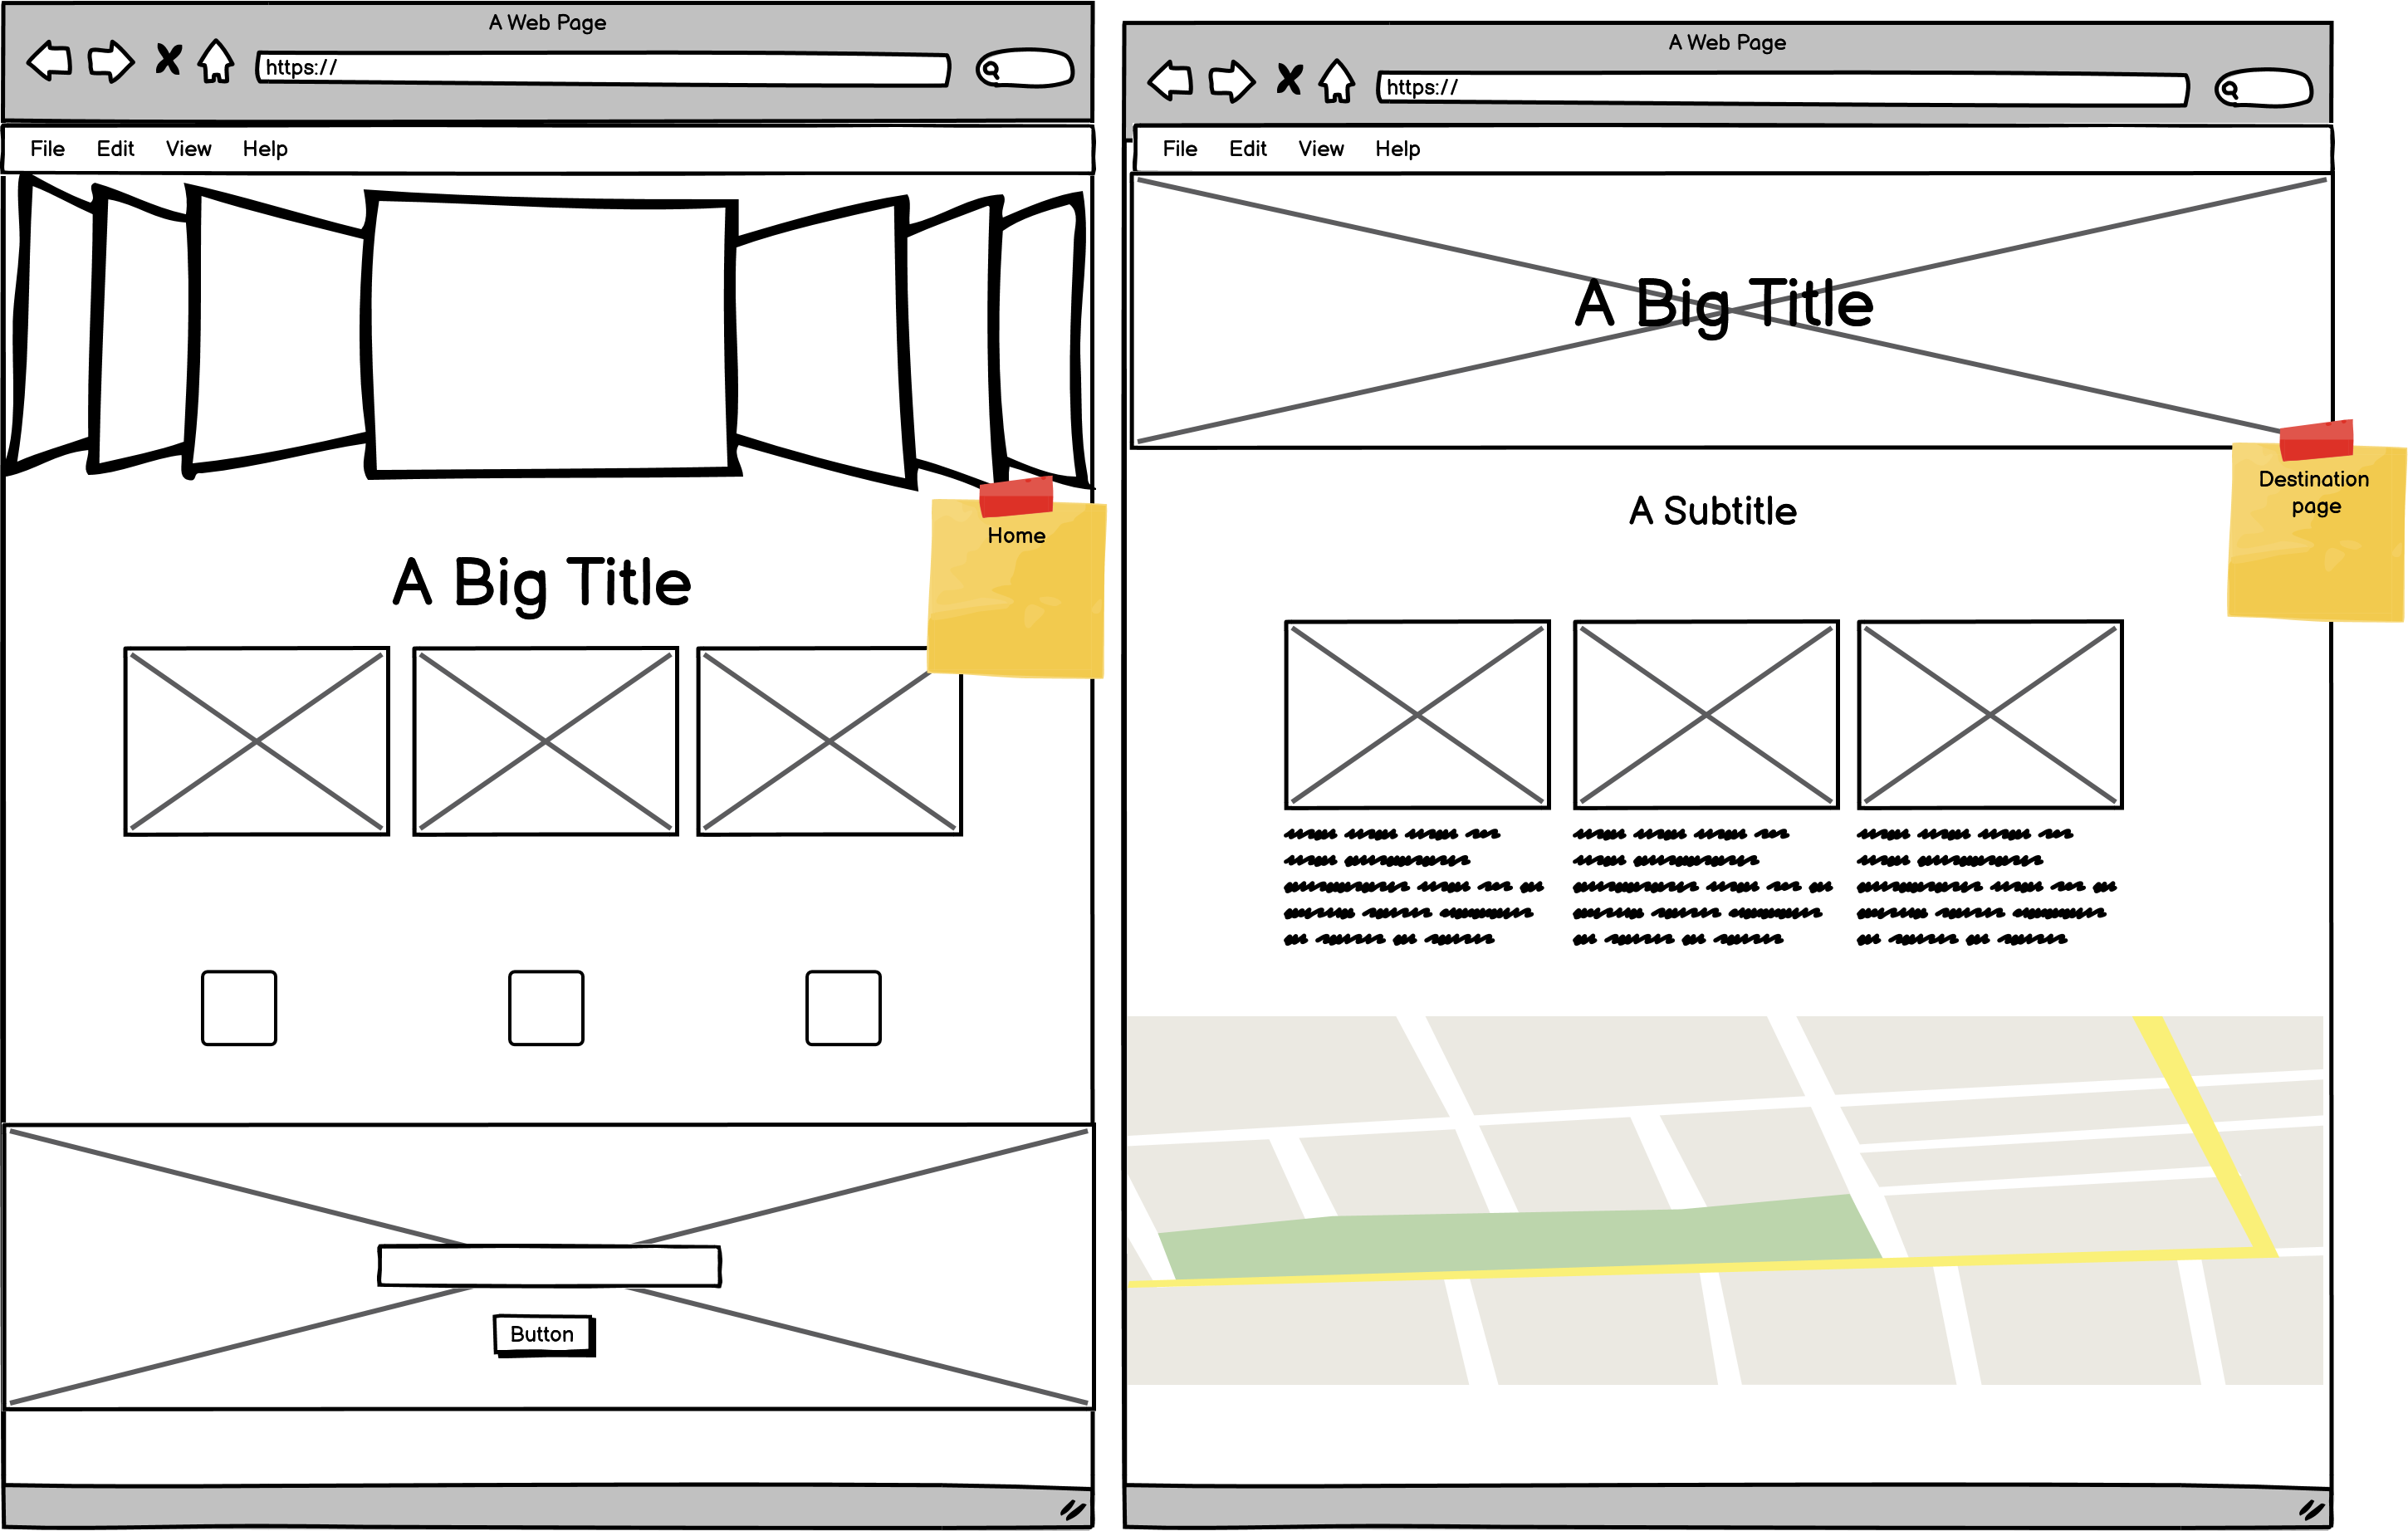 A Web Page
https://
File Edit View Help
Home
A Big Title
Button
A Web Page
https://
File Edit View Help
A Big Title
Destination
page
A Subtitle